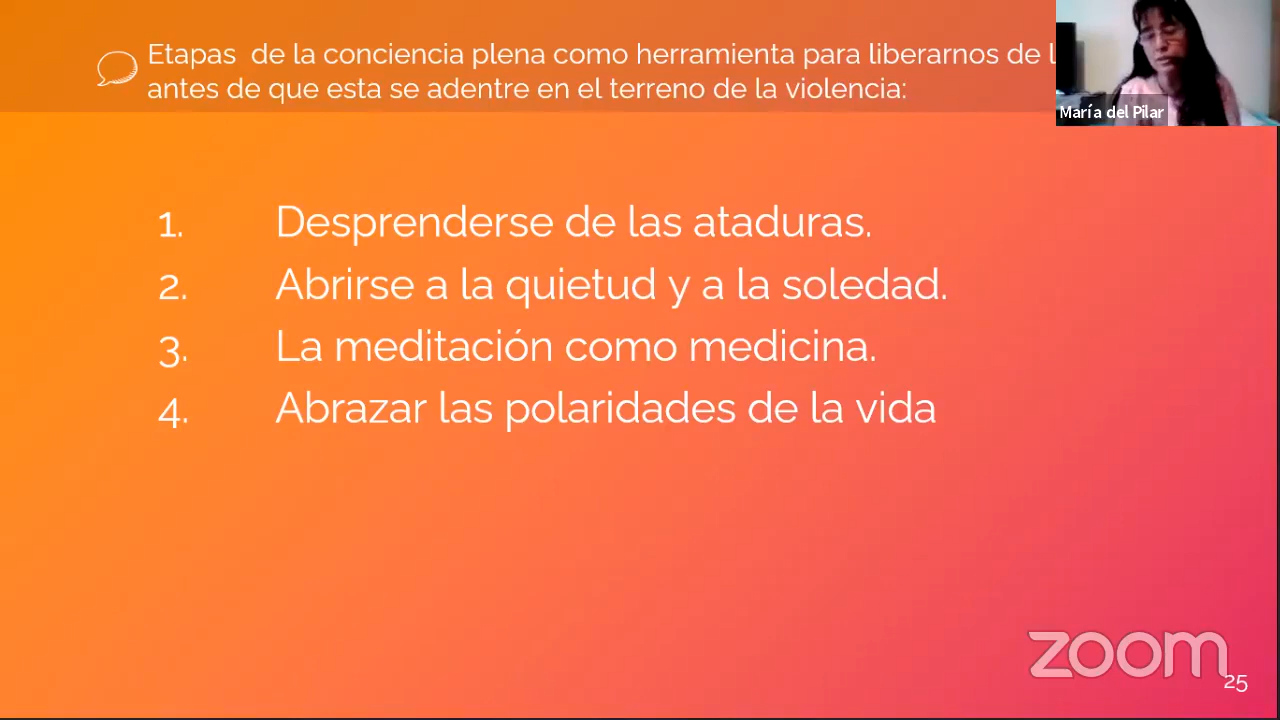 Etapas de la conciencia plena como herramienta para liberarnos de
antes de que esta se adentre en el terreno de la violencia:
María del Pilar
1. Desprenderse de las ataduras.
2. Abrirse a la quietud y a la soledad.
3. La meditación como medicina.
4. Abrazar las polaridades de la vida
zoom
25